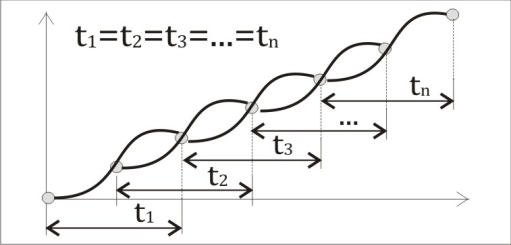 t₁=t₂=t₃=...=tₙ
tₙ
...
t₃
t₂
t₁